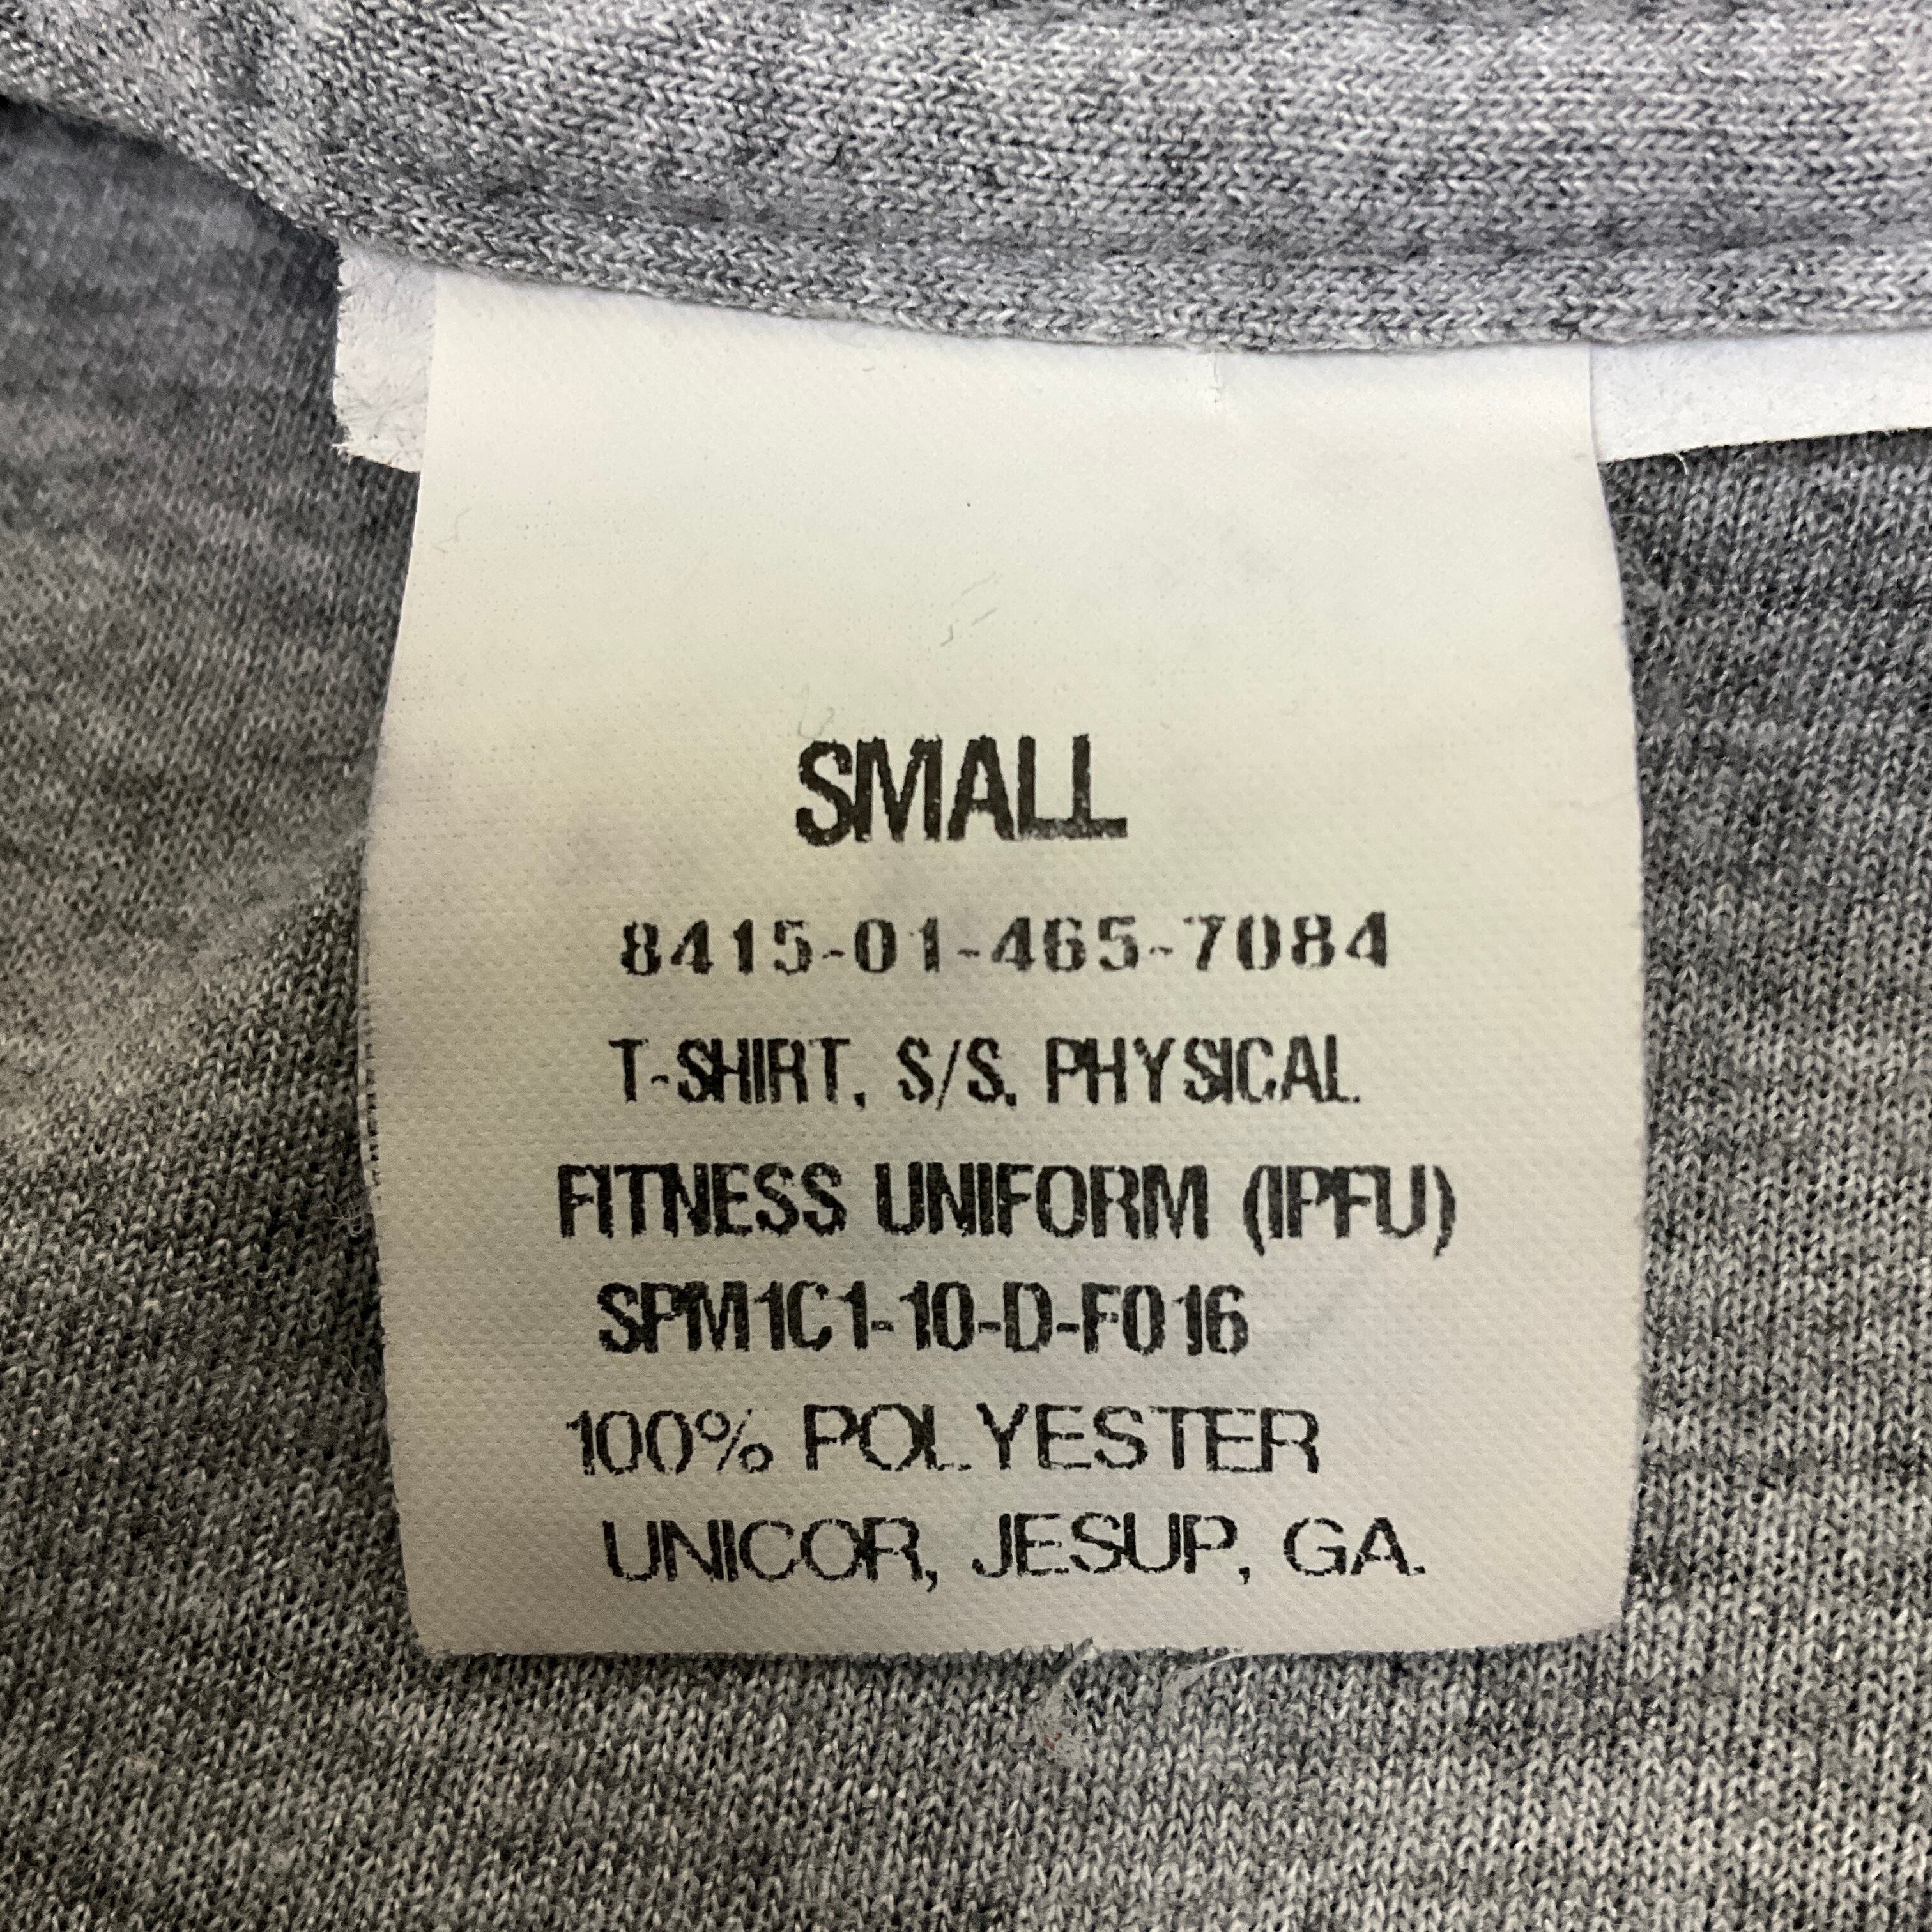 SMALL
8415-01-465-7084
T-SHIRT, S/S, PHYSICAL
FITNESS UNIFORM (IPFU)
SPM1C1-10-D-F016
100% POLYESTER
UNICOR, JESUP, GA.